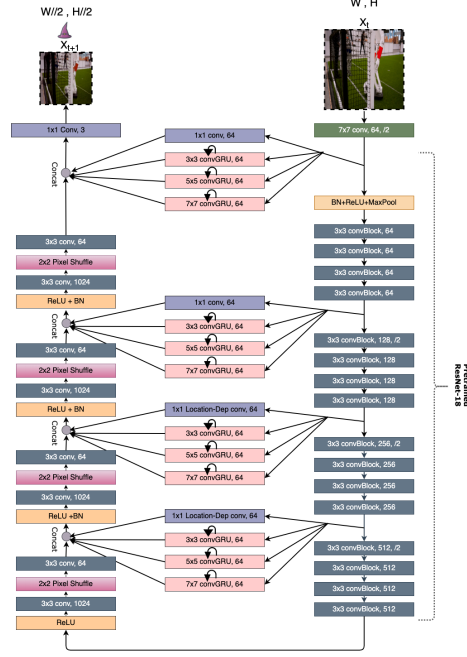 W//2 , H//2
X_{t+1}
1x1 Conv, 3
Concat
3x3 conv, 64
2x2 Pixel Shuffle
3x3 conv, 1024
ReLU + BN
Concat
3x3 conv, 64
2x2 Pixel Shuffle
3x3 conv, 1024
ReLU + BN
Concat
3x3 conv, 64
2x2 Pixel Shuffle
3x3 conv, 1024
ReLU +BN
Concat
3x3 conv, 64
2x2 Pixel Shuffle
3x3 conv, 1024
ReLU
1x1 conv, 64
3x3 convGRU, 64
5x5 convGRU, 64
7x7 convGRU, 64
1x1 conv, 64
3x3 convGRU, 64
5x5 convGRU, 64
7x7 convGRU, 64
1x1 Location-Dep conv, 64
3x3 convGRU, 64
5x5 convGRU, 64
7x7 convGRU, 64
1x1 Location-Dep conv, 64
3x3 convGRU, 64
5x5 convGRU, 64
7x7 convGRU, 64
W , H
X_t
7x7 conv, 64, /2
BN+ReLU+MaxPool
3x3 convBlock, 64
3x3 convBlock, 64
3x3 convBlock, 64
3x3 convBlock, 64
3x3 convBlock, 128, /2
3x3 convBlock, 128
3x3 convBlock, 128
3x3 convBlock, 128
3x3 convBlock, 256, /2
3x3 convBlock, 256
3x3 convBlock, 256
3x3 convBlock, 256
3x3 convBlock, 512, /2
3x3 convBlock, 512
3x3 convBlock, 512
3x3 convBlock, 512
Pretrained
ResNet-18